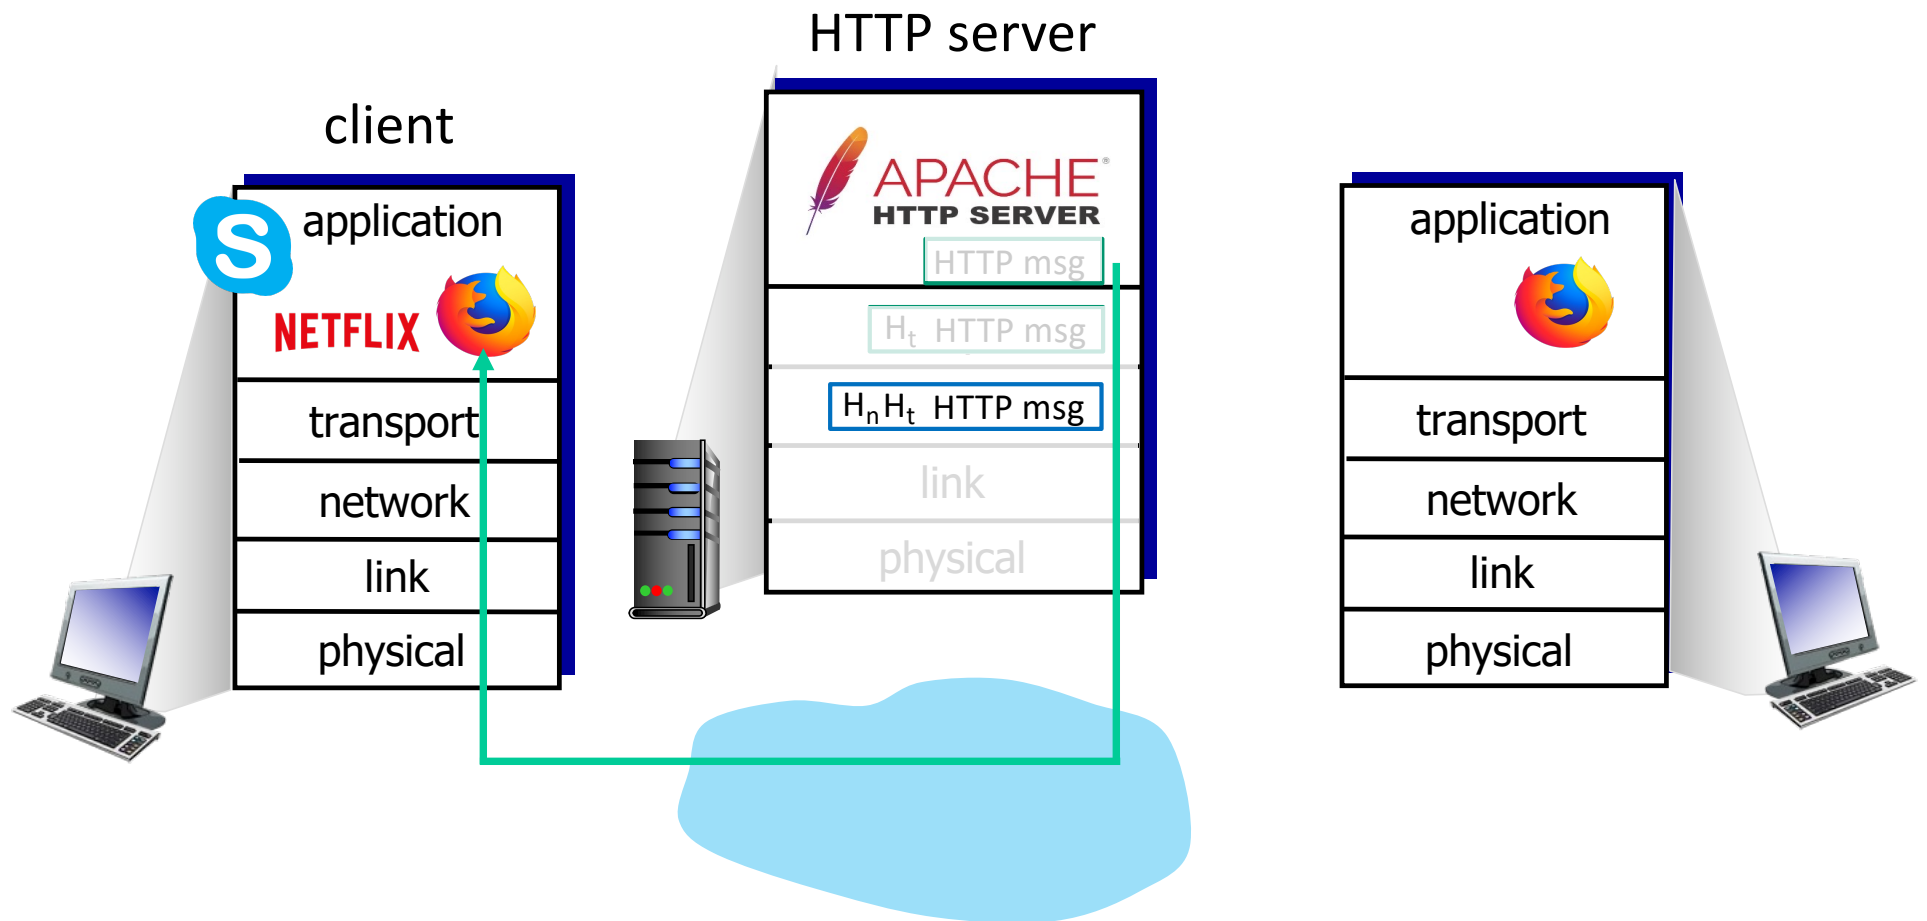 HTTP server
client
application
NETFLIX
transport
network
link
physical
APACHE®
HTTP SERVER
HTTP msg
Ht HTTP msg
HnHt HTTP msg
link
physical
application
transport
network
link
physical
S